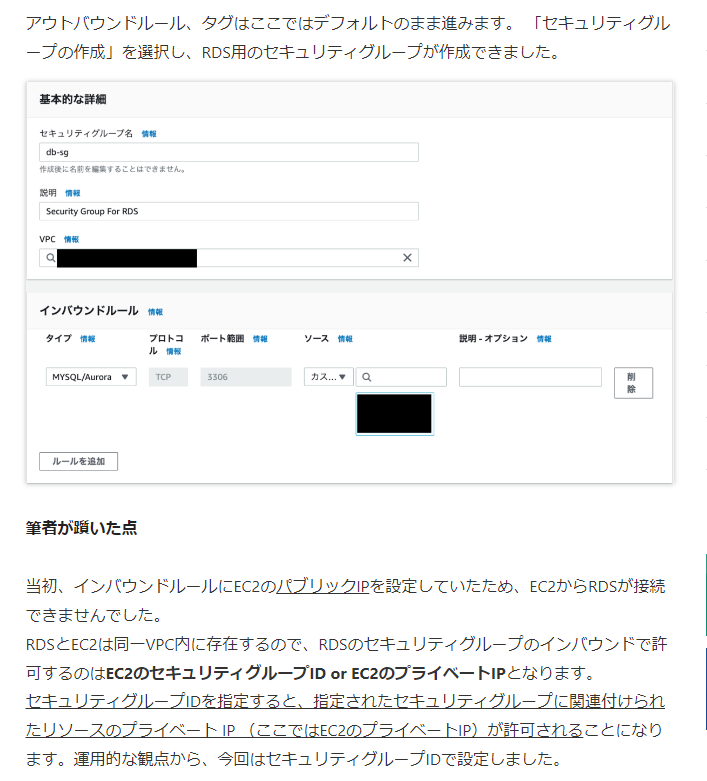 アウトバウンドルール、タグはここではデフォルトのまま進みます。 「セキュリティグル
ープの作成」を選択し、RDS用のセキュリティグループが作成できました。
基本的な詳細
セキュリティグループ名 情報
db-sg
作成後に名前を編集することはできません。
説明 情報
Security Group For RDS
VPC 情報
インバウンドルール 情報
タイプ 情報 プロトコ ポート範囲 情報 ソース 情報 説明 - オプション 情報
ル 情報
MYSQL/Aurora TCP 3306 カス... 削
除
ルールを追加
筆者が躓いた点
当初、インバウンドルールにEC2のパブリックIPを設定していたため、EC2からRDSが接続
できませんでした。
RDSとEC2は同一VPC内に存在するので、RDSのセキュリティグループのインバウンドで許
可するのはEC2のセキュリティグループID or EC2のプライベートIPとなります。
セキュリティグループIDを指定すると、指定されたセキュリティグループに関連付けられ
たリソースのプライベート IP （ここではEC2のプライベートIP）が許可されることになり
ます。運用的な観点から、今回はセキュリティグループIDで設定しました。